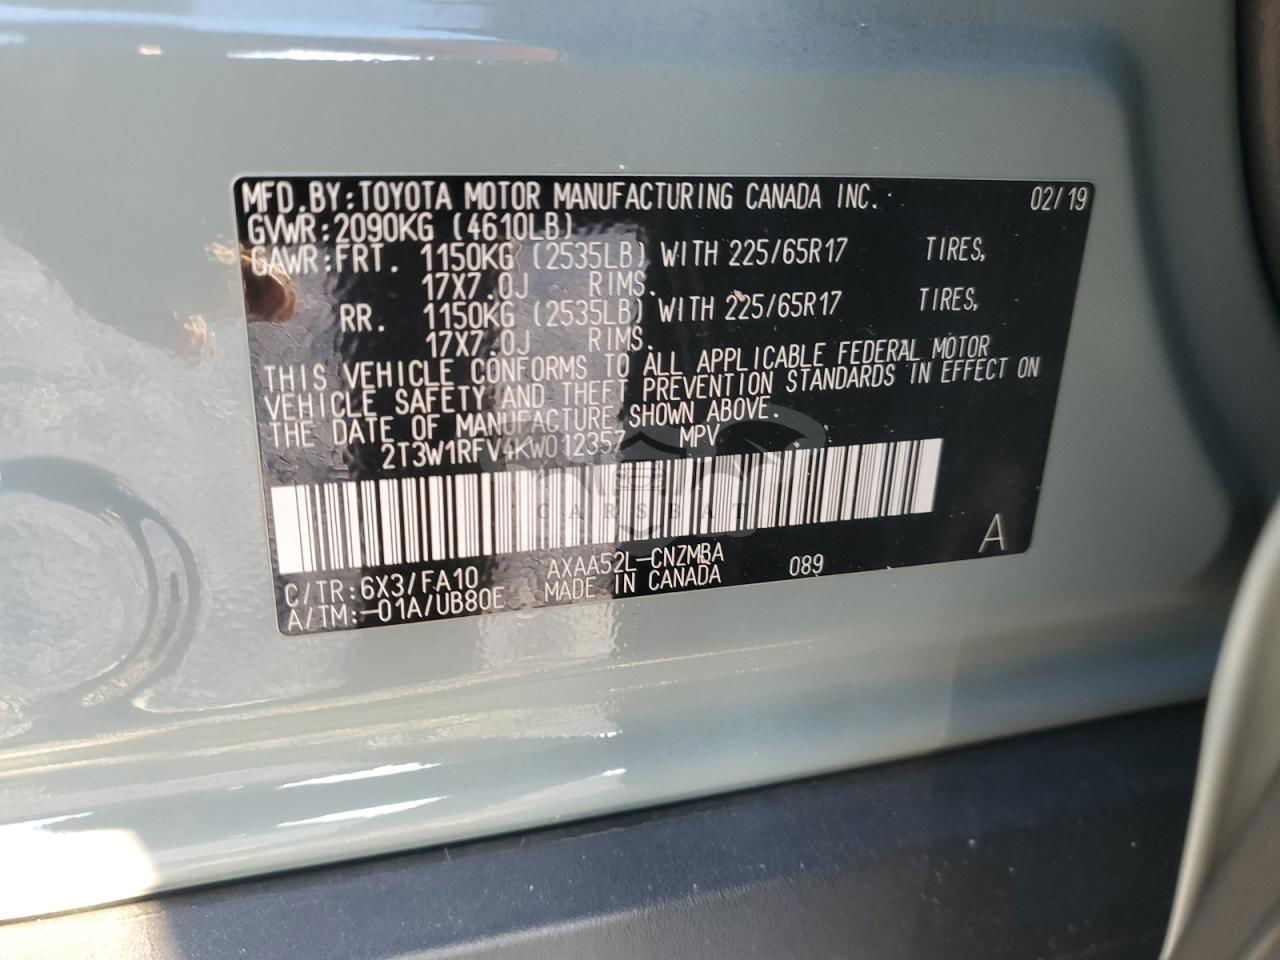 MFD.BY:TOYOTA MOTOR MANUFACTURING CANADA INC. 02/19
GVWR:2090KG (4610LB)
GAWR:FRT. 1150KG (2535LB) WITH 225/65R17 TIRES,
17X7.0J RIMS.
RR. 1150KG (2535LB) WITH 225/65R17 TIRES,
17X7.0J RIMS.
THIS VEHICLE CONFORMS TO ALL APPLICABLE FEDERAL MOTOR
VEHICLE SAFETY AND THEFT PREVENTION STANDARDS IN EFFECT ON
THE DATE OF MANUFACTURE SHOWN ABOVE.
2T3W1RFV4KW012357 MPV
CARSBAT
C/TR:6X3/FA10 AXAA52L-CNZMBA 089 A
A/TM:-01A/UB80E MADE IN CANADA